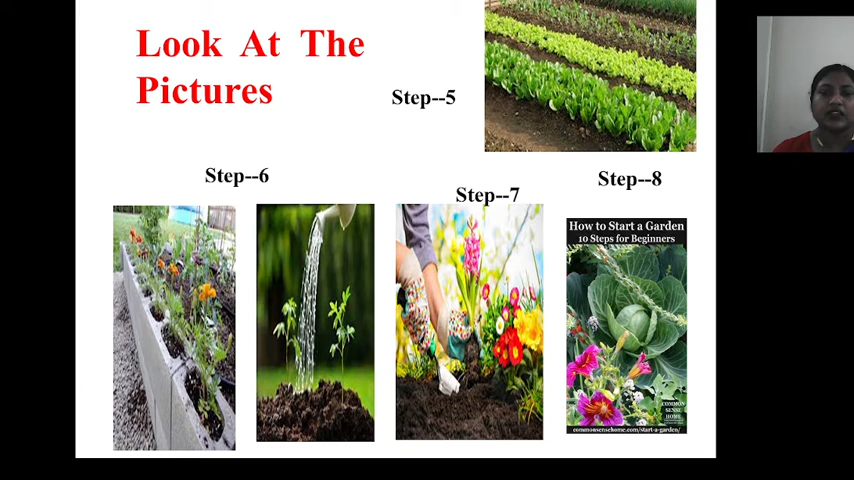 Look At The
Pictures
Step--5
Step--6
Step--7
Step--8
How to Start a Garden
10 Steps for Beginners
COMMON
SENSE
HOME
commonsensehome.com/start-a-garden/